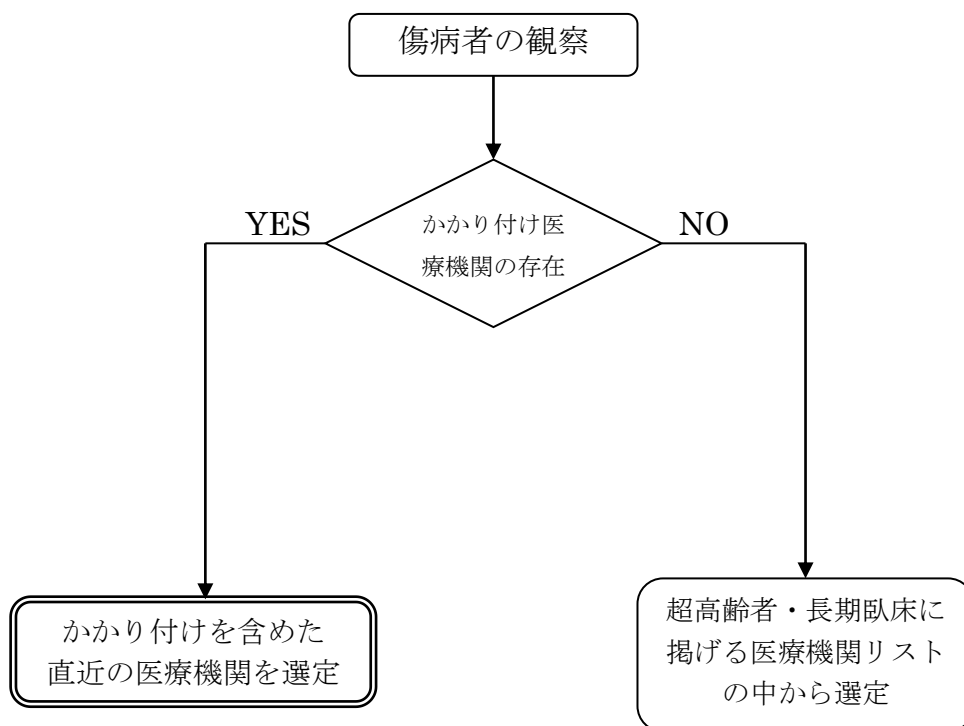 傷病者の観察
YES
かかり付け医
療機関の存在
NO
かかり付けを含めた
直近の医療機関を選定
超高齢者・長期臥床に
掲げる医療機関リスト
の中から選定